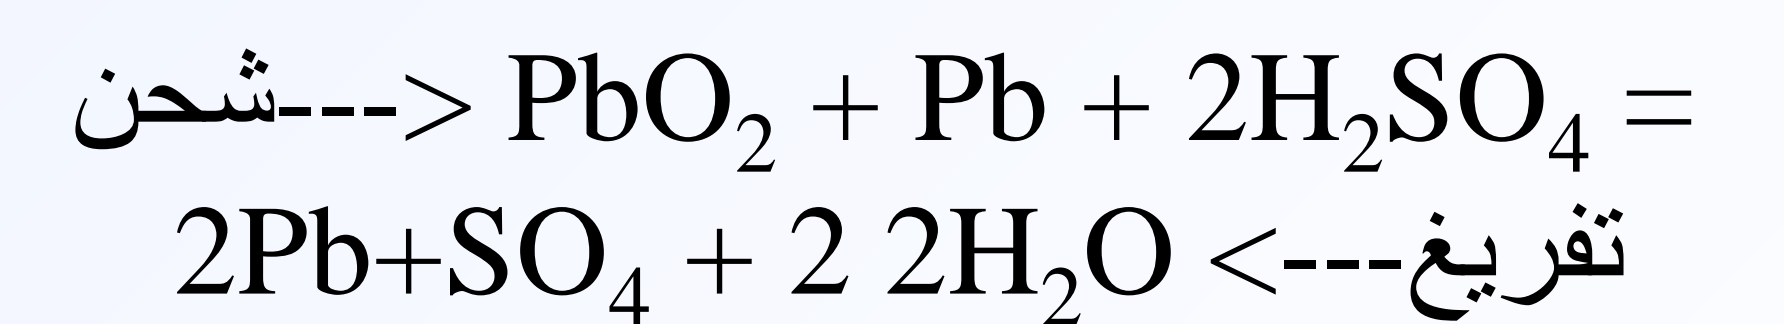 شحن---> PbO₂ + Pb + 2H₂SO₄ =
2Pb+SO₄ + 2 2H₂O <---تفريغ